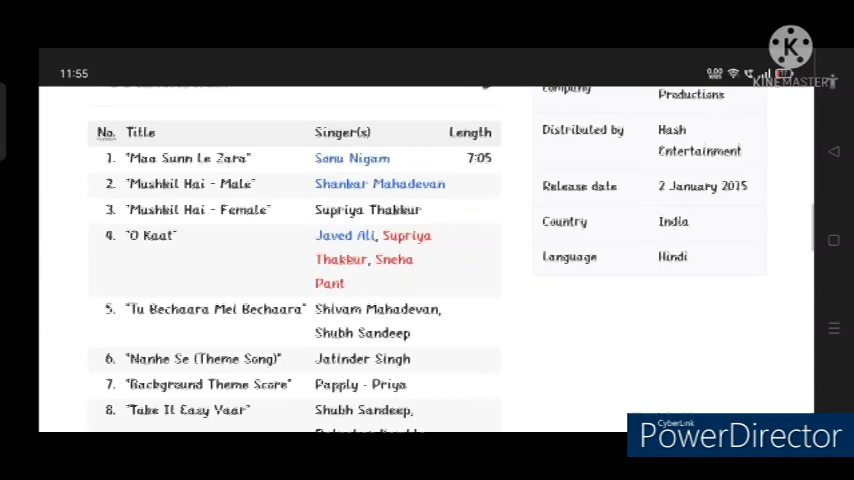 11:55
KINEMASTER
No. Title Singer(s) Length
1. "Maa Sunn Le Zara" Sonu Nigam 7:05
2. "Mushkil Hai - Male" Shankar Mahadevan
3. "Mushkil Hai - Female" Supriya Thakkur
4. "O Kaat" Javed Ali, Supriya
Thakkur, Sneha
Pant
5. "Tu Bechaara Mei Bechaara" Shivam Mahadevan,
Shubh Sandeep
6. "Nanhe Se (Theme Song)" Jatinder Singh
7. "Background Theme Score" Papply - Priya
8. "Take It Easy Yaar" Shubh Sandeep,
company Productions
Distributed by Hash
Entertainment
Release date 2 January 2015
Country India
Language Hindi
CyberLink
PowerDirector